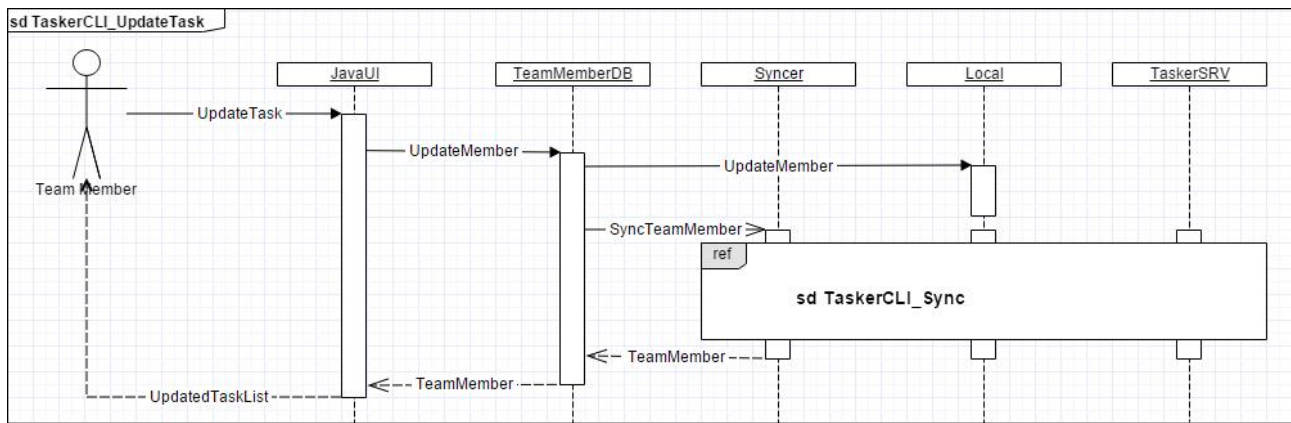 sd TaskerCLI_UpdateTask
JavaUI
TeamMemberDB
Syncer
Local
TaskerSRV
UpdateTask
UpdateMember
UpdateMember
Team Member
SyncTeamMember
ref
sd TaskerCLI_Sync
TeamMember
TeamMember
UpdatedTaskList